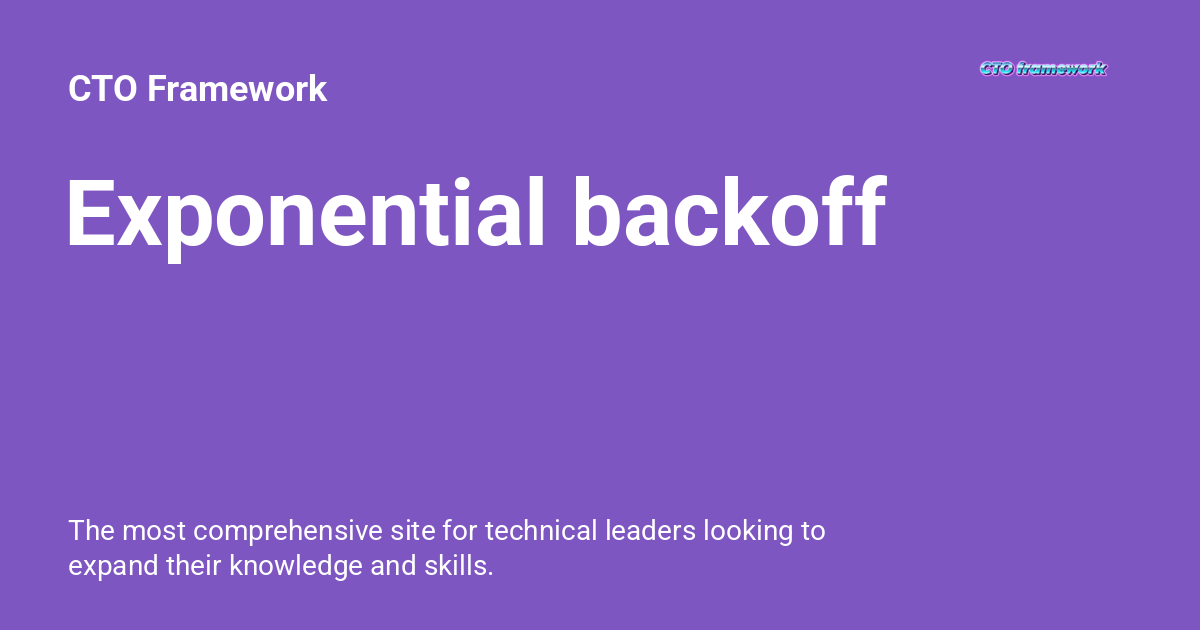 CTO Framework
CTO framework
Exponential backoff
The most comprehensive site for technical leaders looking to
expand their knowledge and skills.